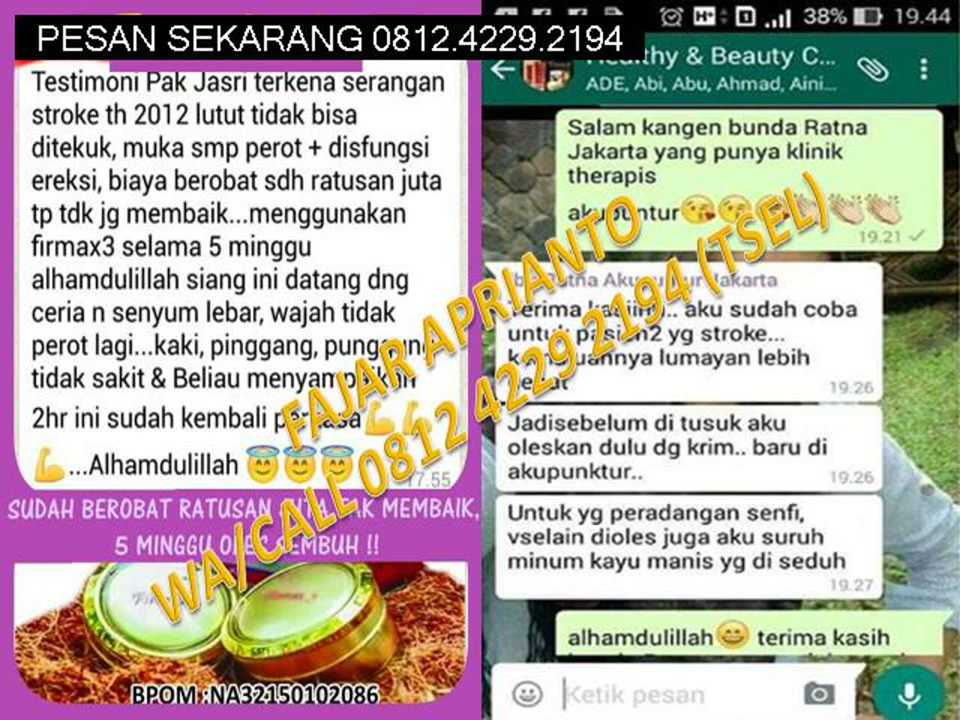 PESAN SEKARANG 0812.4229.2194
Testimoni Pak Jasri terkena serangan
stroke th 2012 lutut tidak bisa
ditekuk, muka smp perot + disfungsi
ereksi, biaya berobat sdh ratusan juta
tp tdk jg membaik...menggunakan
firmax3 selama 5 minggu
alhamdulillah siang ini datang dng
ceria n senyum lebar, wajah tidak
perot lagi...kaki, pinggang,
tidak sakit & Beliau
2hr ini sudah kembali
...Alhamdulillah
17.55
SUDAH BEROBAT RATUSAN MEMBAIK,
5 MINGGU SEMBUH !!
BPOM :NA32150102086
FAJAR APRIANTO
WA/CALL 0812 4229 2194 (TSEL)
38% 19.44
Healthy & Beauty C...
ADE, Abi, Abu, Ahmad, Aini...
Salam kangen bunda Ratna
Jakarta yang punya klinik
therapis
akupuntur😘😘👏👏👏
19.21
Ratna Jakarta
Terima aku sudah coba
untuk yg stroke...
lumayan lebih
19.26
Jadisebelum di tusuk aku
oleskan dulu dg krim.. baru di
akupunktur..
19.26
Untuk yg peradangan senfi,
vselain dioles juga aku suruh
minum kayu manis yg di seduh
19.27
alhamdulillah😄 terima kasih
Ketik pesan